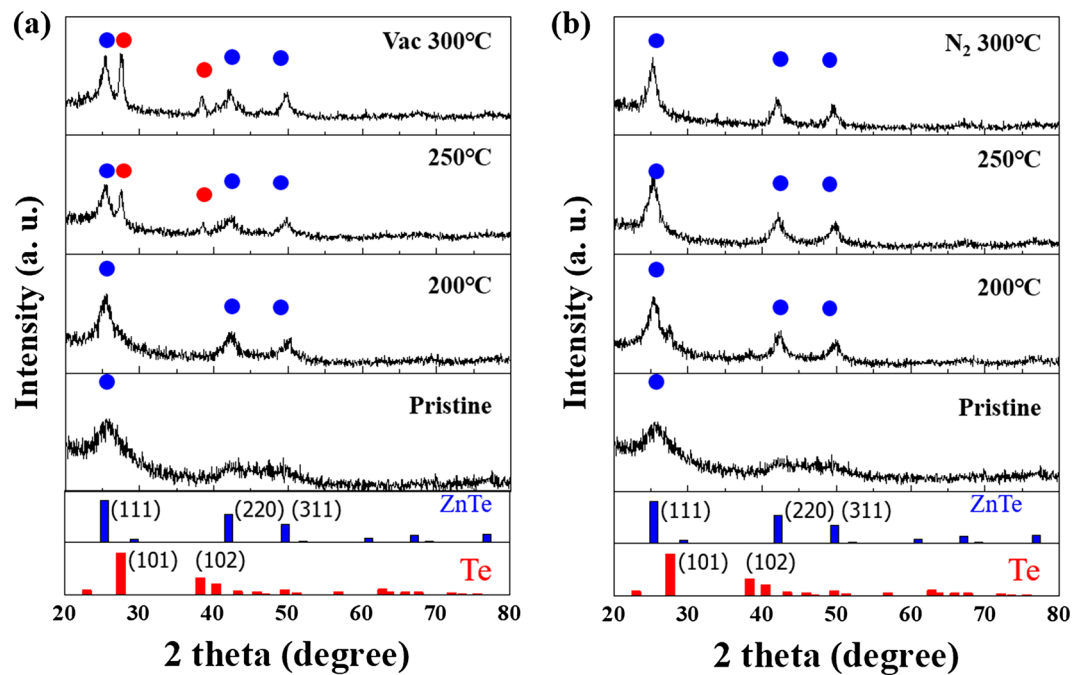 (a)
Vac 300°C
250°C
200°C
Pristine
(111)
(220) (311)
ZnTe
(101)
(102)
Te
20 30 40 50 60 70 80
2 theta (degree)
Intensity (a. u.)
(b)
N₂ 300°C
250°C
200°C
Pristine
(111)
(220) (311)
ZnTe
(101)
(102)
Te
20 30 40 50 60 70 80
2 theta (degree)
Intensity (a. u.)